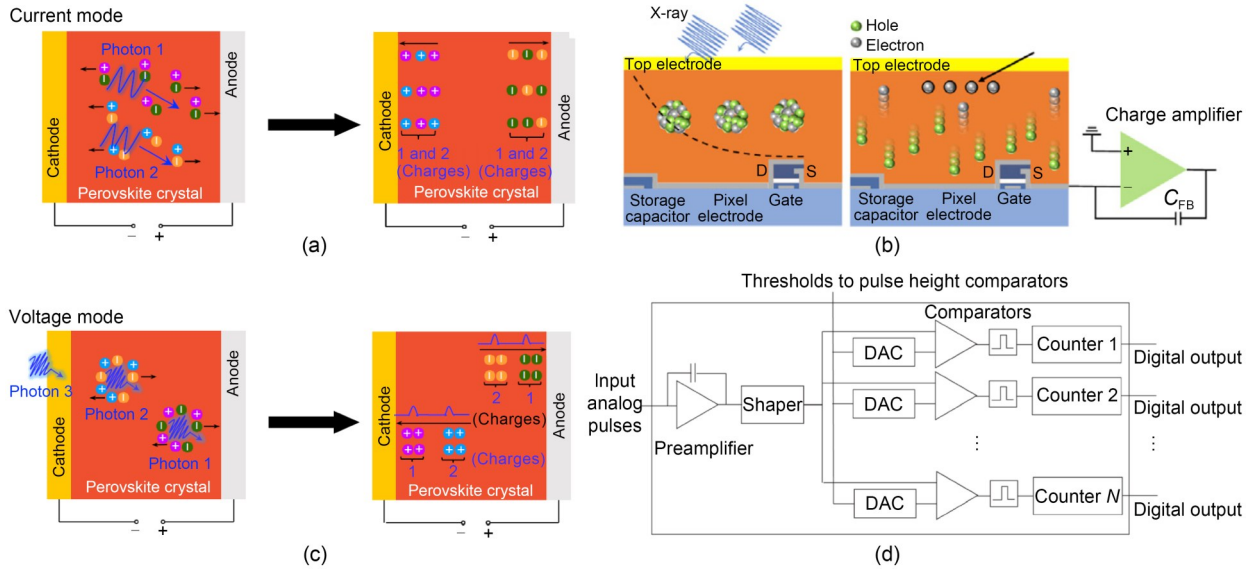 Current mode
Photon 1
Photon 2
Cathode
Anode
Perovskite crystal
− +
1 and 2
(Charges)
1 and 2
(Charges)
Cathode
Anode
Perovskite crystal
− +
(a)
X-ray
Top electrode
D
S
Storage
capacitor
Pixel
electrode
Gate
Hole
Electron
Top electrode
D
S
Storage
capacitor
Pixel
electrode
Gate
Charge amplifier
+
−
CFB
(b)
Voltage mode
Photon 3
Photon 2
Photon 1
Cathode
Anode
Perovskite crystal
− +
2 1
(Charges)
1 2
(Charges)
Cathode
Anode
Perovskite crystal
− +
(c)
Thresholds to pulse height comparators
Comparators
Input
analog
pulses
Preamplifier
Shaper
DAC
Counter 1
Digital output
DAC
Counter 2
Digital output
⋮
⋮
DAC
Counter N
Digital output
(d)